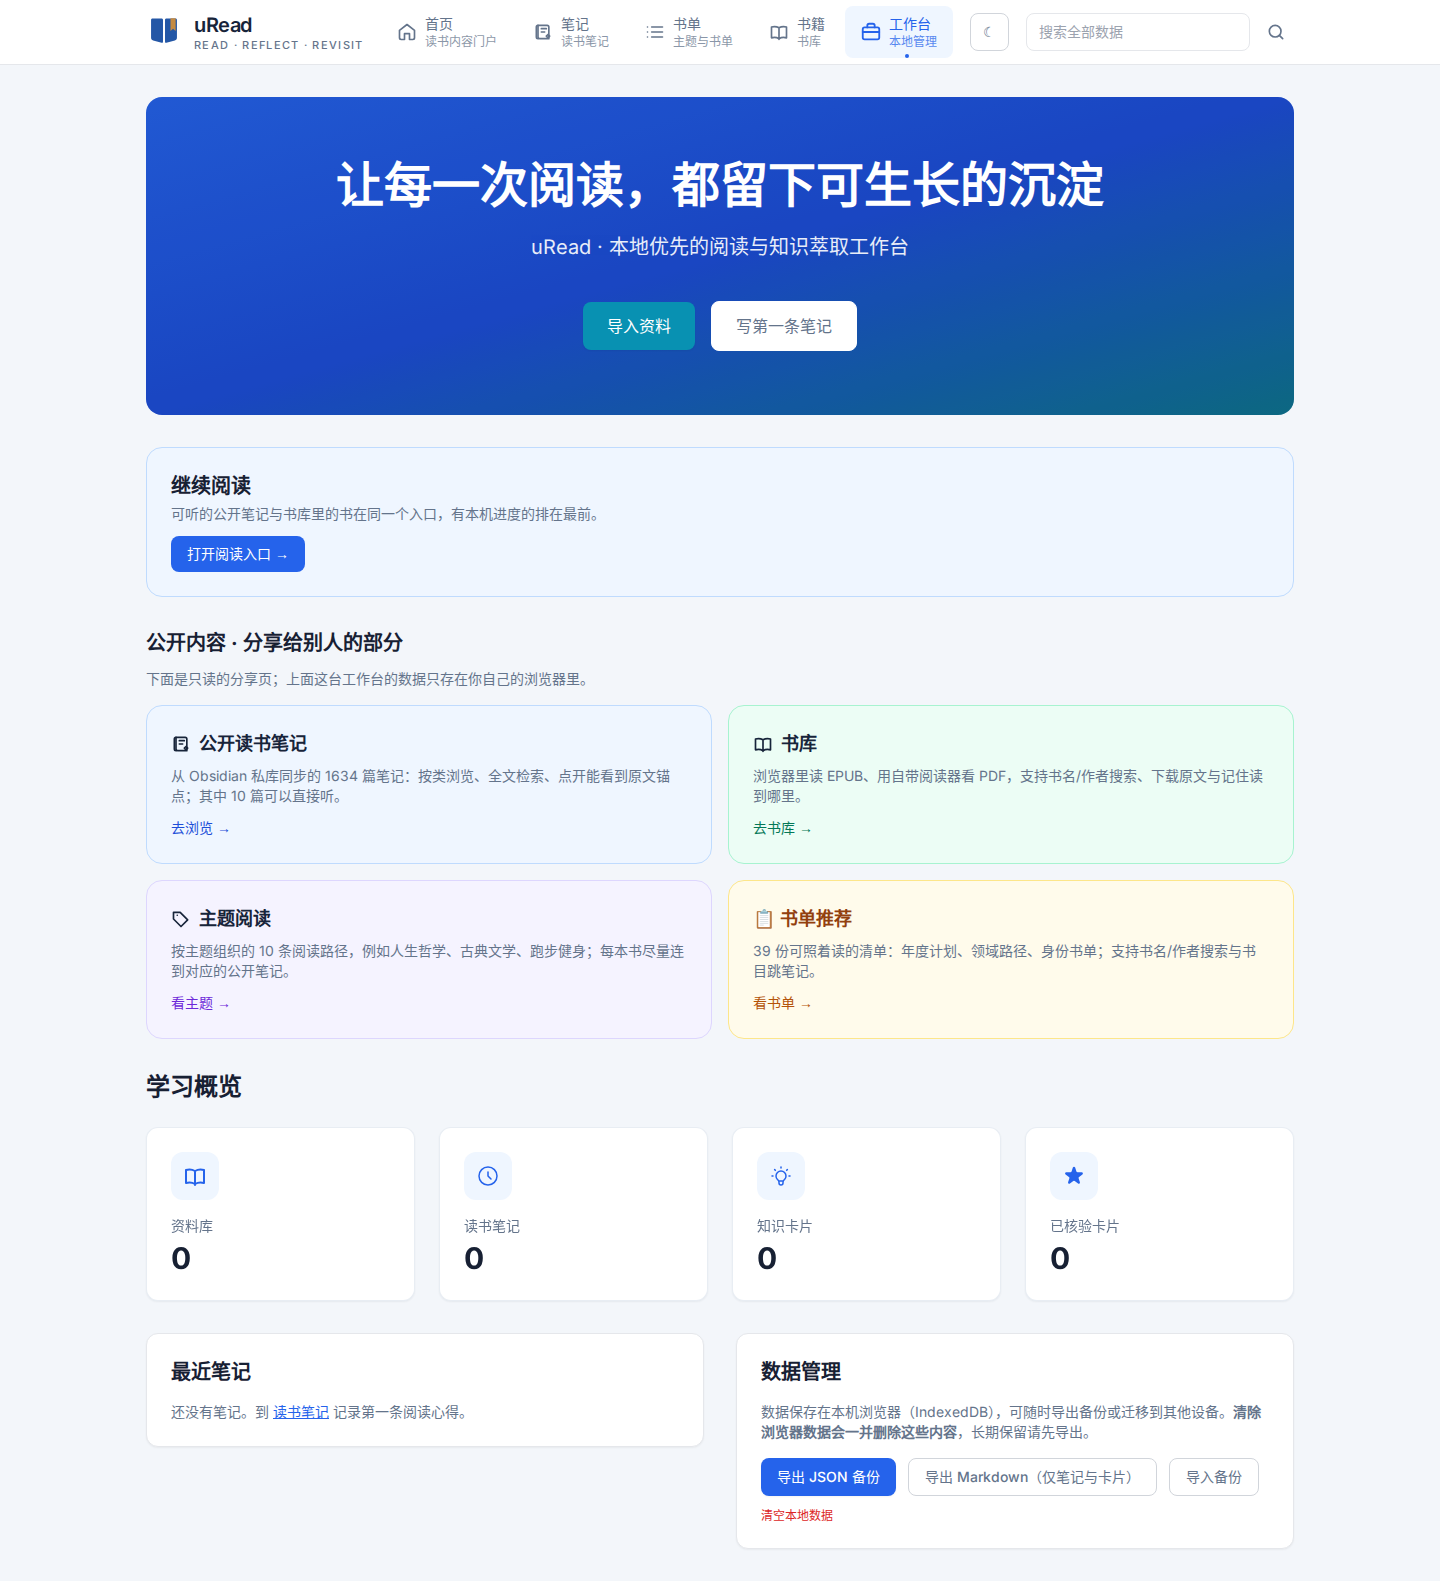 uRead
READ · REFLECT · REVISIT
首页
读书内容门户
笔记
读书笔记
书单
主题与书单
书籍
书库
工作台
本地管理
搜索全部数据
让每一次阅读，都留下可生长的沉淀
uRead · 本地优先的阅读与知识萃取工作台
导入资料
写第一条笔记
继续阅读
可听的公开笔记与书库里的书在同一个入口，有本机进度的排在最前。
打开阅读入口 →
公开内容 · 分享给别人的部分
下面是只读的分享页；上面这台工作台的数据只存在你自己的浏览器里。
公开读书笔记
从 Obsidian 私库同步的 1634 篇笔记：按类浏览、全文检索、点开能看到原文锚
点；其中 10 篇可以直接听。
去浏览 →
书库
浏览器里读 EPUB、用自带阅读器看 PDF，支持书名/作者搜索、下载原文与记住读
到哪里。
去书库 →
主题阅读
按主题组织的 10 条阅读路径，例如人生哲学、古典文学、跑步健身；每本书尽量连
到对应的公开笔记。
看主题 →
📋 书单推荐
39 份可照着读的清单：年度计划、领域路径、身份书单；支持书名/作者搜索与书
目跳笔记。
看书单 →
学习概览
资料库
0
读书笔记
0
知识卡片
0
已核验卡片
0
最近笔记
还没有笔记。到 读书笔记 记录第一条阅读心得。
数据管理
数据保存在本机浏览器（IndexedDB），可随时导出备份或迁移到其他设备。清除
浏览器数据会一并删除这些内容，长期保留请先导出。
导出 JSON 备份
导出 Markdown（仅笔记与卡片）
导入备份
清空本地数据